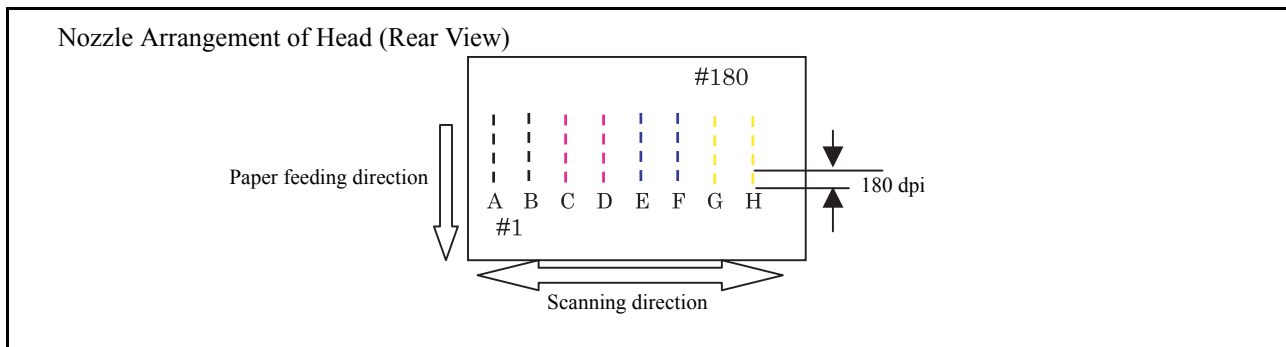 Nozzle Arrangement of Head (Rear View)
#180
Paper feeding direction
180 dpi
A B C D E F G H
#1
Scanning direction